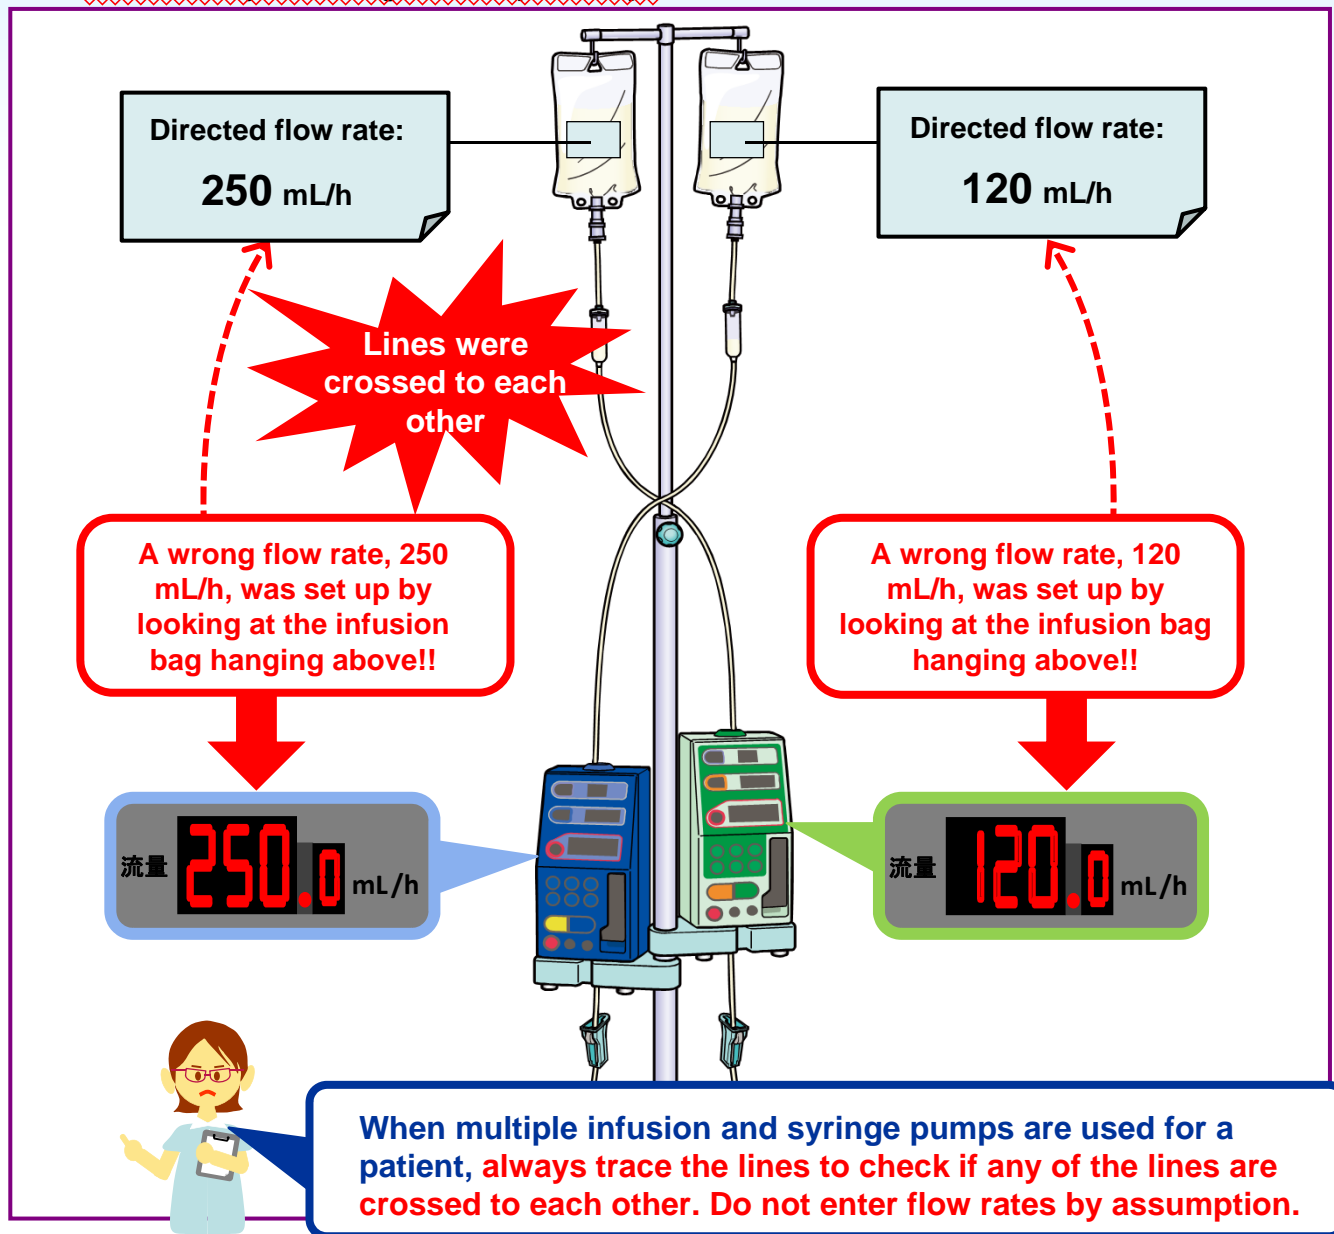 Directed flow rate:
250 mL/h
Directed flow rate:
120 mL/h
Lines were
crossed to each
other
A wrong flow rate, 250
mL/h, was set up by
looking at the infusion
bag hanging above!!
A wrong flow rate, 120
mL/h, was set up by
looking at the infusion bag
hanging above!!
流量 250.0 mL/h
流量 120.0 mL/h
When multiple infusion and syringe pumps are used for a
patient, always trace the lines to check if any of the lines are
crossed to each other. Do not enter flow rates by assumption.